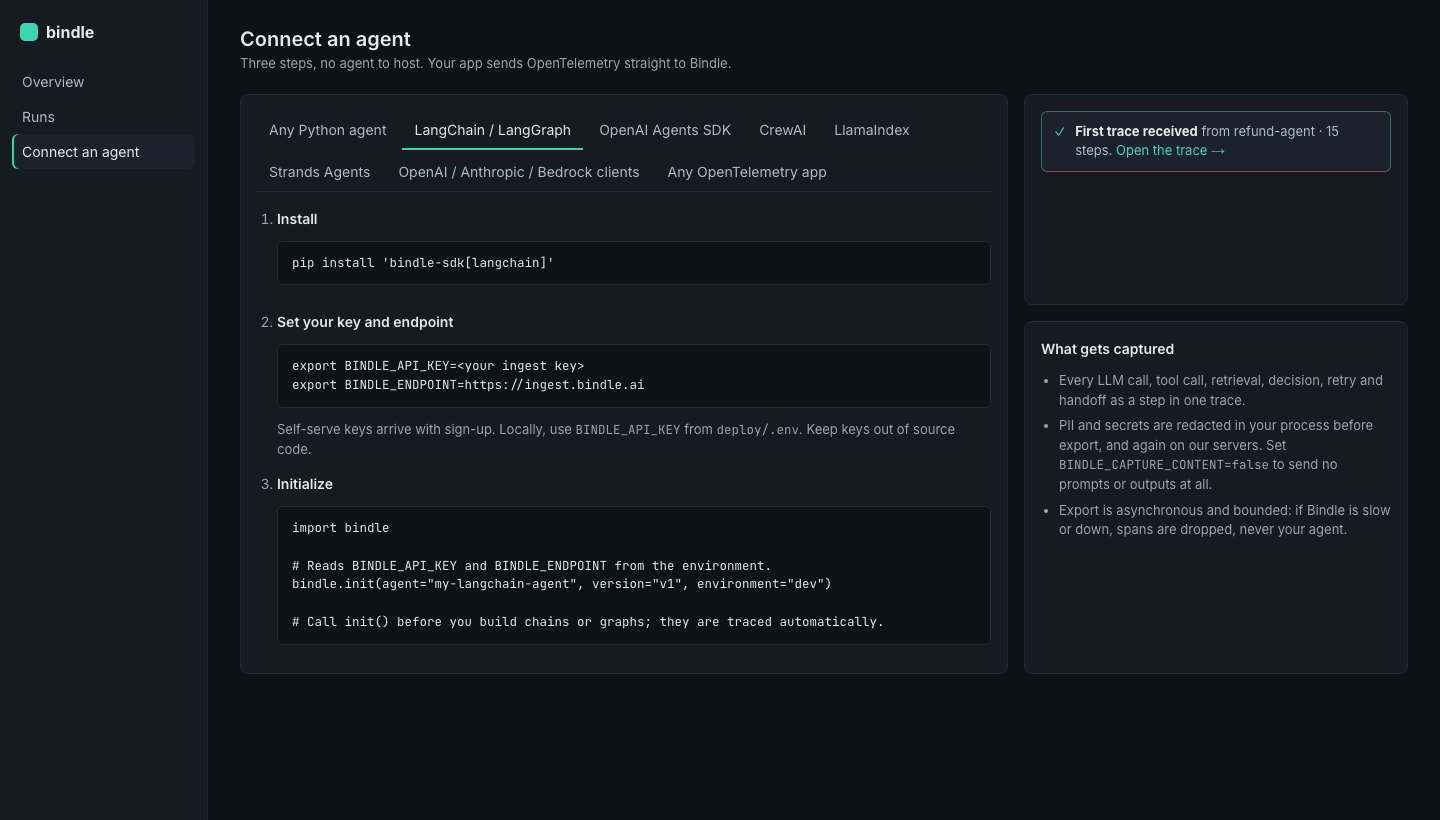 bindle
Overview
Runs
Connect an agent
Connect an agent
Three steps, no agent to host. Your app sends OpenTelemetry straight to Bindle.
Any Python agent
LangChain / LangGraph
OpenAI Agents SDK
CrewAI
LlamaIndex
Strands Agents
OpenAI / Anthropic / Bedrock clients
Any OpenTelemetry app
1. Install
pip install 'bindle-sdk[langchain]'
2. Set your key and endpoint
export BINDLE_API_KEY=<your ingest key>
export BINDLE_ENDPOINT=https://ingest.bindle.ai
Self-serve keys arrive with sign-up. Locally, use BINDLE_API_KEY from deploy/.env. Keep keys out of source
code.
3. Initialize
import bindle
# Reads BINDLE_API_KEY and BINDLE_ENDPOINT from the environment.
bindle.init(agent="my-langchain-agent", version="v1", environment="dev")
# Call init() before you build chains or graphs; they are traced automatically.
✓ First trace received from refund-agent · 15
steps. Open the trace →
What gets captured
• Every LLM call, tool call, retrieval, decision, retry and
handoff as a step in one trace.
• PII and secrets are redacted in your process before
export, and again on our servers. Set
BINDLE_CAPTURE_CONTENT=false to send no
prompts or outputs at all.
• Export is asynchronous and bounded: if Bindle is slow
or down, spans are dropped, never your agent.